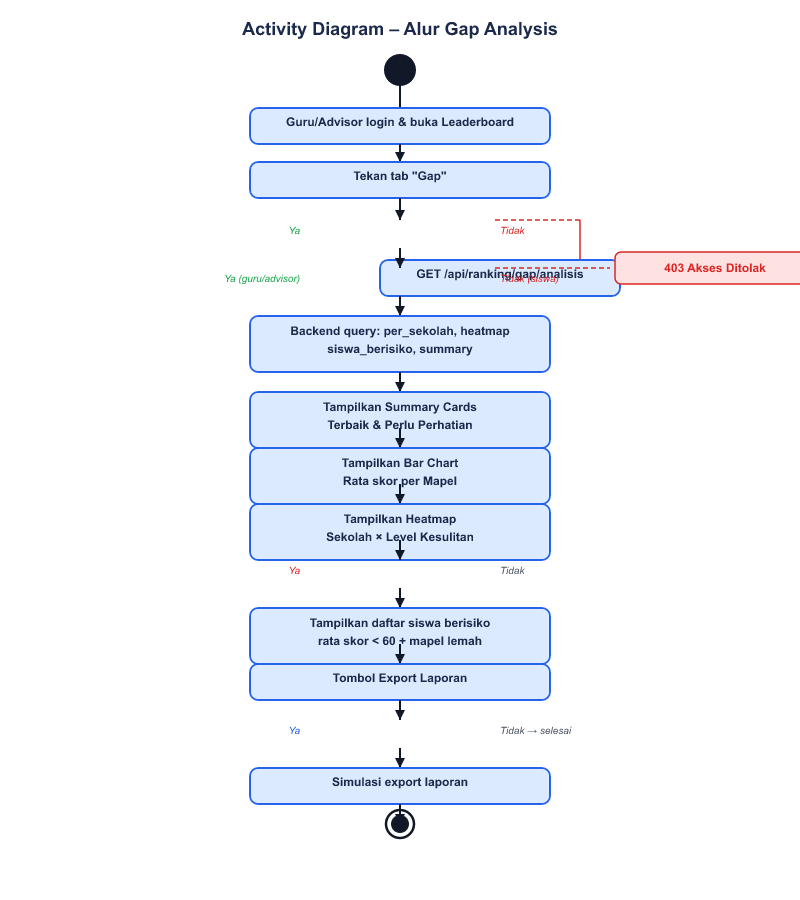 Activity Diagram – Alur Gap Analysis
Guru/Advisor login & buka Leaderboard
Tekan tab "Gap"
Ya
Tidak
GET /api/ranking/gap/analisis
403 Akses Ditolak
Ya (guru/advisor)
Tidak (siswa)
Backend query: per_sekolah, heatmap
siswa_berisiko, summary
Tampilkan Summary Cards
Terbaik & Perlu Perhatian
Tampilkan Bar Chart
Rata skor per Mapel
Tampilkan Heatmap
Sekolah × Level Kesulitan
Ya
Tidak
Tampilkan daftar siswa berisiko
rata skor < 60 + mapel lemah
Tombol Export Laporan
Ya
Tidak → selesai
Simulasi export laporan